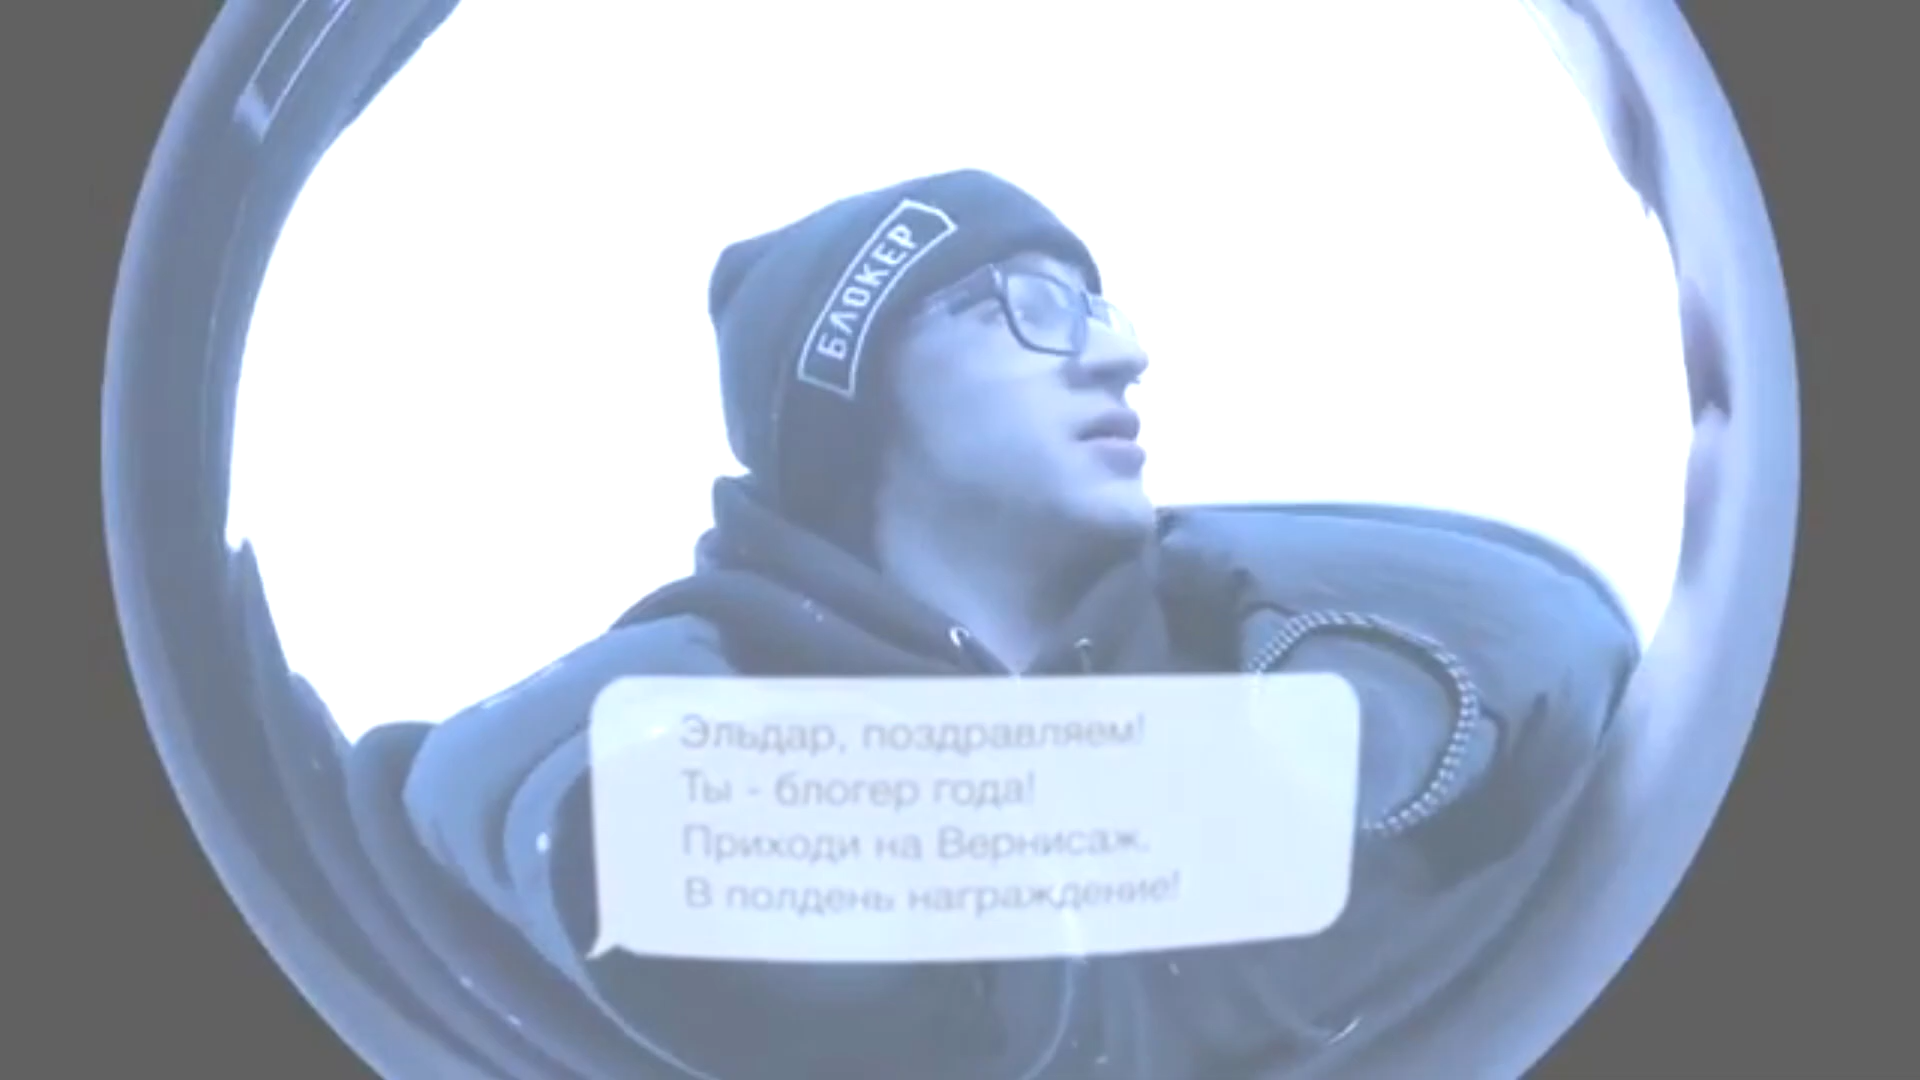 БЛОКЕР
Эльдар, поздравляем!
Ты - блогер года!
Приходи на Вернисаж.
В полдень награждение!